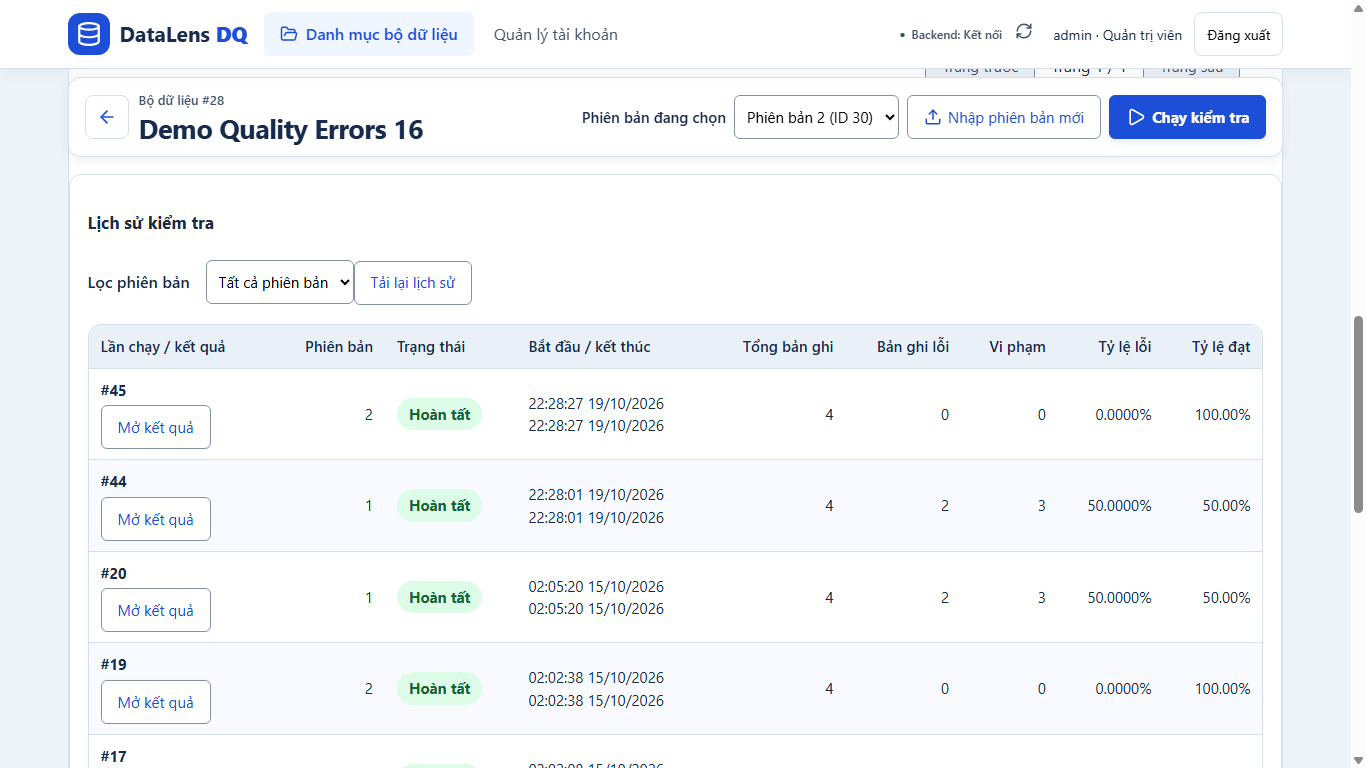 DataLens DQ
Danh mục bộ dữ liệu
Quản lý tài khoản
• Backend: Kết nối
admin · Quản trị viên
Đăng xuất
Trang trước
Trang 1 / 1
Trang sau
Bộ dữ liệu #28
Demo Quality Errors 16
Phiên bản đang chọn
Phiên bản 2 (ID 30)
Nhập phiên bản mới
Chạy kiểm tra
Lịch sử kiểm tra
Lọc phiên bản
Tất cả phiên bản
Tải lại lịch sử
Lần chạy / kết quả Phiên bản Trạng thái Bắt đầu / kết thúc Tổng bản ghi Bản ghi lỗi Vi phạm Tỷ lệ lỗi Tỷ lệ đạt
#45
Mở kết quả
2
Hoàn tất
22:28:27 19/10/2026
22:28:27 19/10/2026
4
0
0
0.0000%
100.00%
#44
Mở kết quả
1
Hoàn tất
22:28:01 19/10/2026
22:28:01 19/10/2026
4
2
3
50.0000%
50.00%
#20
Mở kết quả
1
Hoàn tất
02:05:20 15/10/2026
02:05:20 15/10/2026
4
2
3
50.0000%
50.00%
#19
Mở kết quả
2
Hoàn tất
02:02:38 15/10/2026
02:02:38 15/10/2026
4
0
0
0.0000%
100.00%
#17